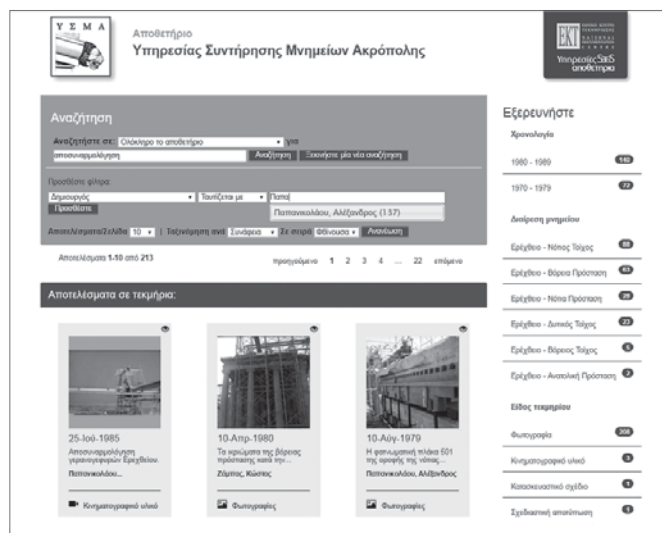 Υ Σ Μ Α
Αποθετήριο
Υπηρεσίας Συντήρησης Μνημείων Ακρόπολης
ΕΚΤ
Υπηρεσίες SaaS
αποθετήρια
Αναζήτηση
Αναζητήστε σε: Ολόκληρο το αποθετήριο για
αποσυναρμολόγηση Αναζήτηση Ξεκινήστε μία νέα αναζήτηση
Προσθέστε φίλτρα:
Δημιουργός Ταυτίζεται με Παπα
Προσθέστε
Παπανικολάου, Αλέξανδρος (137)
Αποτελέσματα/Σελίδα 10 | Ταξινόμηση ανά Συνάφεια Σε σειρά Φθίνουσα Ανανέωση
Αποτελέσματα 1-10 από 213
προηγούμενο 1 2 3 4 ... 22 επόμενο
Αποτελέσματα σε τεκμήρια:
25-Ιού-1985
Αποσυναρμολόγηση
γερανογεφυρών Ερεχθείου.
Παπανικολάου...
Κινηματογραφικό υλικό
10-Απρ-1980
Τα ικριώματα της βόρειας
πρόστασης κατά την...
Ζάμπας, Κώστας
Φωτογραφίες
10-Αύγ-1979
Η φατνωματική πλάκα 501
της οροφής της νότιας...
Παπανικολάου, Αλέξανδρος
Φωτογραφίες
Εξερευνήστε
Χρονολογία
1980 - 1989 140
1970 - 1979 72
Διαίρεση μνημείου
Ερέχθειο - Νότιος Τοίχος 88
Ερέχθειο - Βόρεια Πρόσταση 63
Ερέχθειο - Νότια Πρόσταση 28
Ερέχθειο - Δυτικός Τοίχος 23
Ερέχθειο - Βόρειος Τοίχος
Ερέχθειο - Ανατολική Πρόσταση 2
Είδος τεκμηρίου
Φωτογραφία 208
Κινηματογραφικό υλικό 3
Κατασκευαστικό σχέδιο 1
Σχεδιαστική αποτύπωση 1